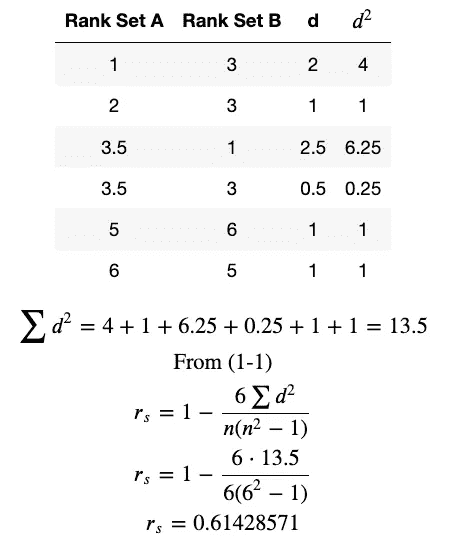 Rank Set A Rank Set B d d²
1 3 2 4
2 3 1 1
3.5 1 2.5 6.25
3.5 3 0.5 0.25
5 6 1 1
6 5 1 1
∑ d² = 4 + 1 + 6.25 + 0.25 + 1 + 1 = 13.5
From (1-1)
rₛ = 1 − 6 ∑ d² / n(n² − 1)
rₛ = 1 − 6 · 13.5 / 6(6² − 1)
rₛ = 0.61428571